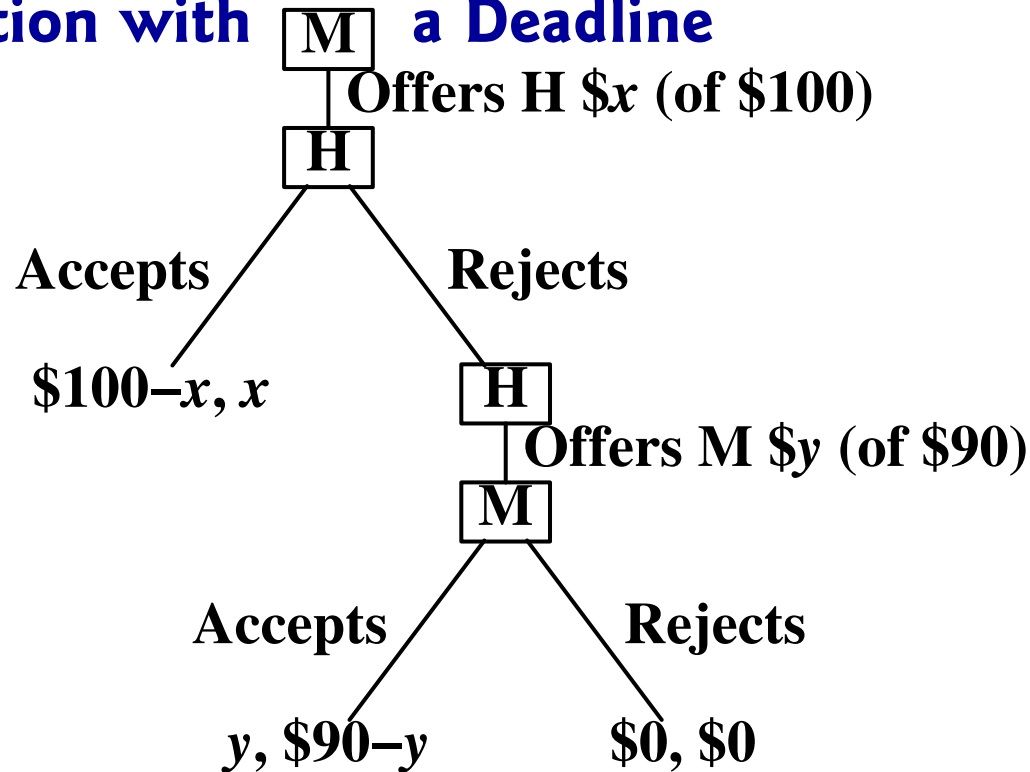 tion with M a Deadline
Offers H $x (of $100)
H
Accepts Rejects
$100–x, x H
Offers M $y (of $90)
M
Accepts Rejects
y, $90–y $0, $0